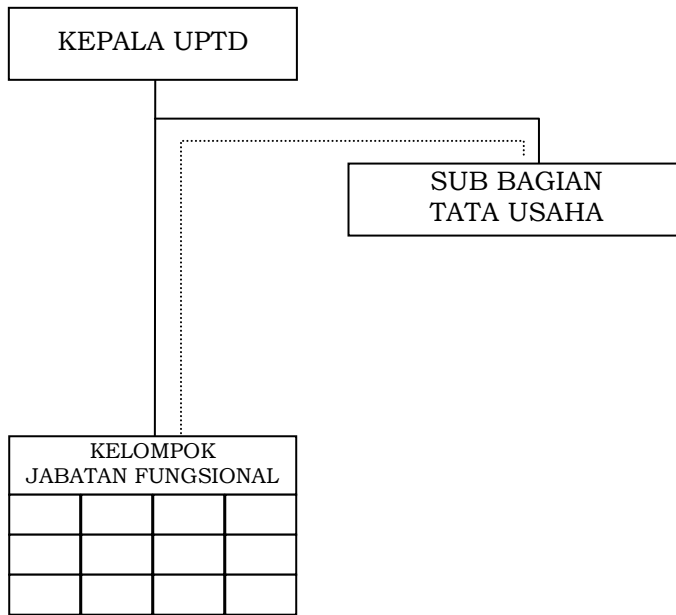 KEPALA UPTD
SUB BAGIAN
TATA USAHA
KELOMPOK
JABATAN FUNGSIONAL